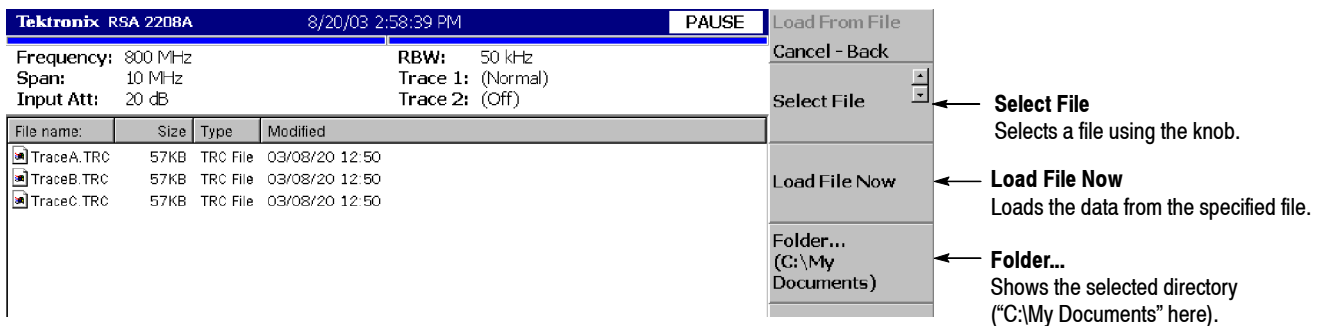 Tektronix RSA 2208A 8/20/03 2:58:39 PM PAUSE
Frequency: 800 MHz RBW: 50 kHz
Span: 10 MHz Trace 1: (Normal)
Input Att: 20 dB Trace 2: (Off)
File name: Size Type Modified
TraceA.TRC 57KB TRC File 03/08/20 12:50
TraceB.TRC 57KB TRC File 03/08/20 12:50
TraceC.TRC 57KB TRC File 03/08/20 12:50
Load From File
Cancel - Back
Select File
Load File Now
Folder...
(C:\My
Documents)
Select File
Selects a file using the knob.
Load File Now
Loads the data from the specified file.
Folder...
Shows the selected directory
(“C:\My Documents” here).